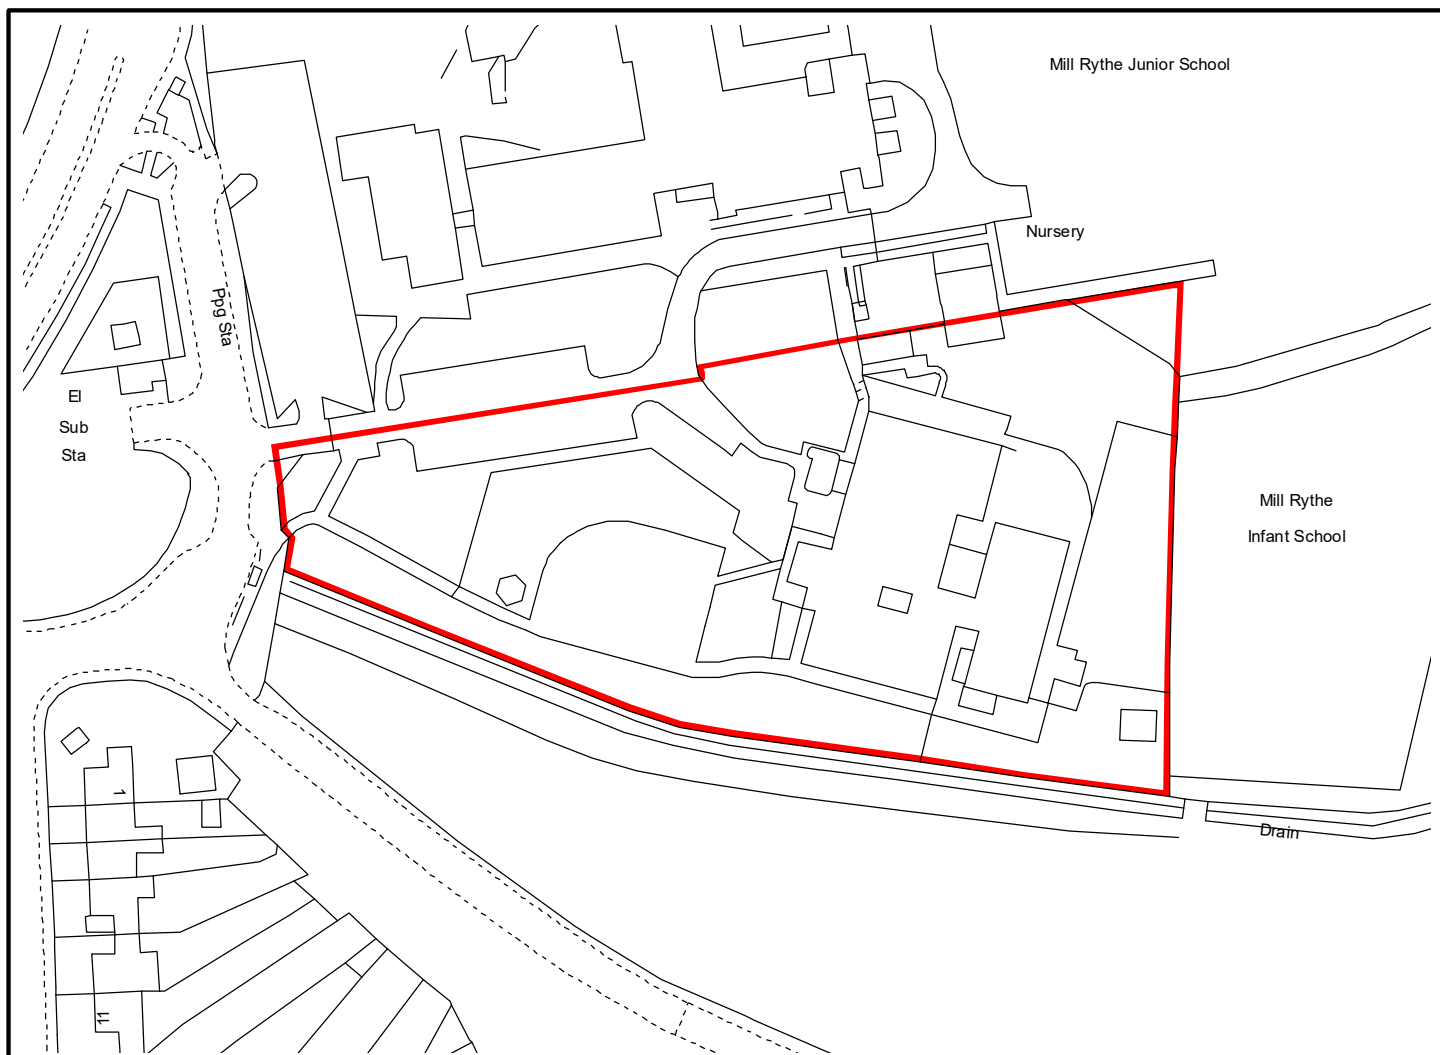 Mill Rythe Junior School
Nursery
Ppg Sta
El
Sub
Sta
Mill Rythe
Infant School
1
Drain
11